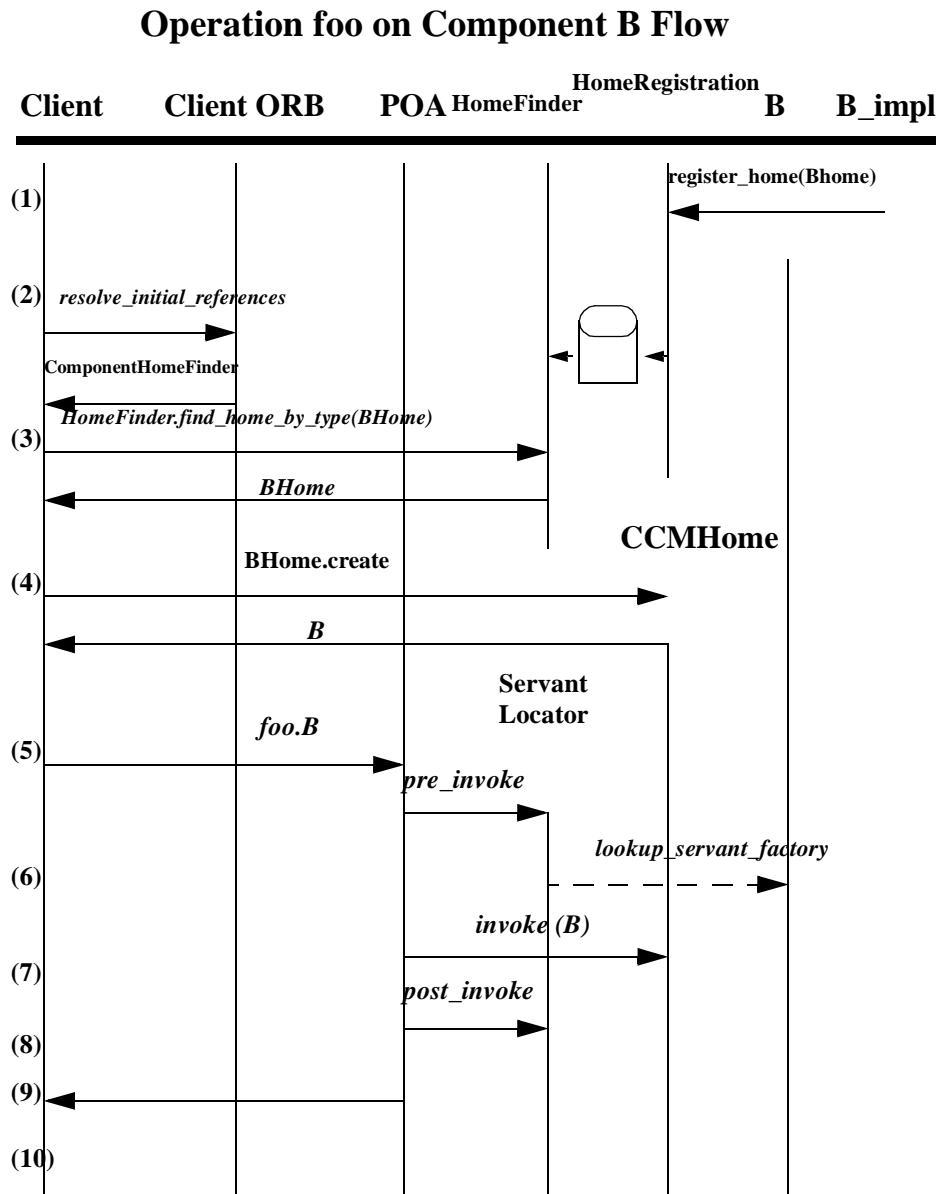 Operation foo on Component B Flow
HomeRegistration
Client Client ORB POA HomeFinder B B_impl
register_home(Bhome)
(1)
(2) resolve_initial_references
ComponentHomeFinder
HomeFinder.find_home_by_type(BHome)
(3)
BHome
CCMHome
BHome.create
(4)
B
Servant
Locator
foo.B
(5)
pre_invoke
lookup_servant_factory
(6)
invoke (B)
(7)
post_invoke
(8)
(9)
(10)